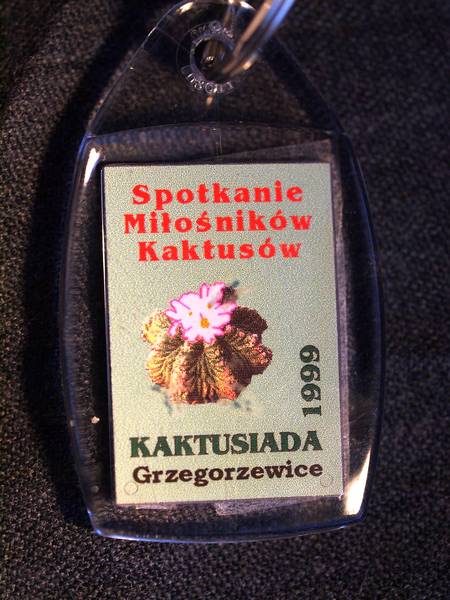 Spotkanie
Miłośników
Kaktusów
1999
KAKTUSIADA
Grzegorzewice